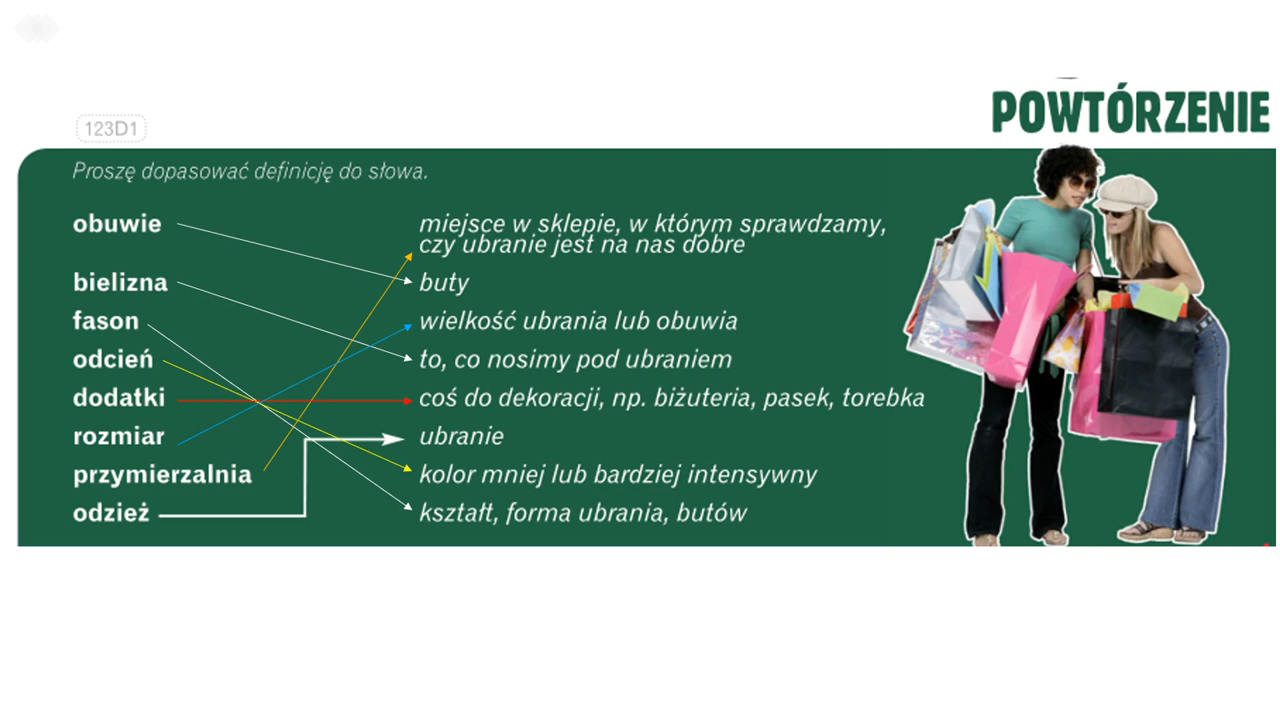 POWTÓRZENIE
123D1
Proszę dopasować definicję do słowa.
obuwie
miejsce w sklepie, w którym sprawdzamy,
czy ubranie jest na nas dobre
bielizna
buty
fason
wielkość ubrania lub obuwia
odcień
to, co nosimy pod ubraniem
dodatki
coś do dekoracji, np. biżuteria, pasek, torebka
rozmiar
ubranie
przymierzalnia
kolor mniej lub bardziej intensywny
odzież
kształt, forma ubrania, butów